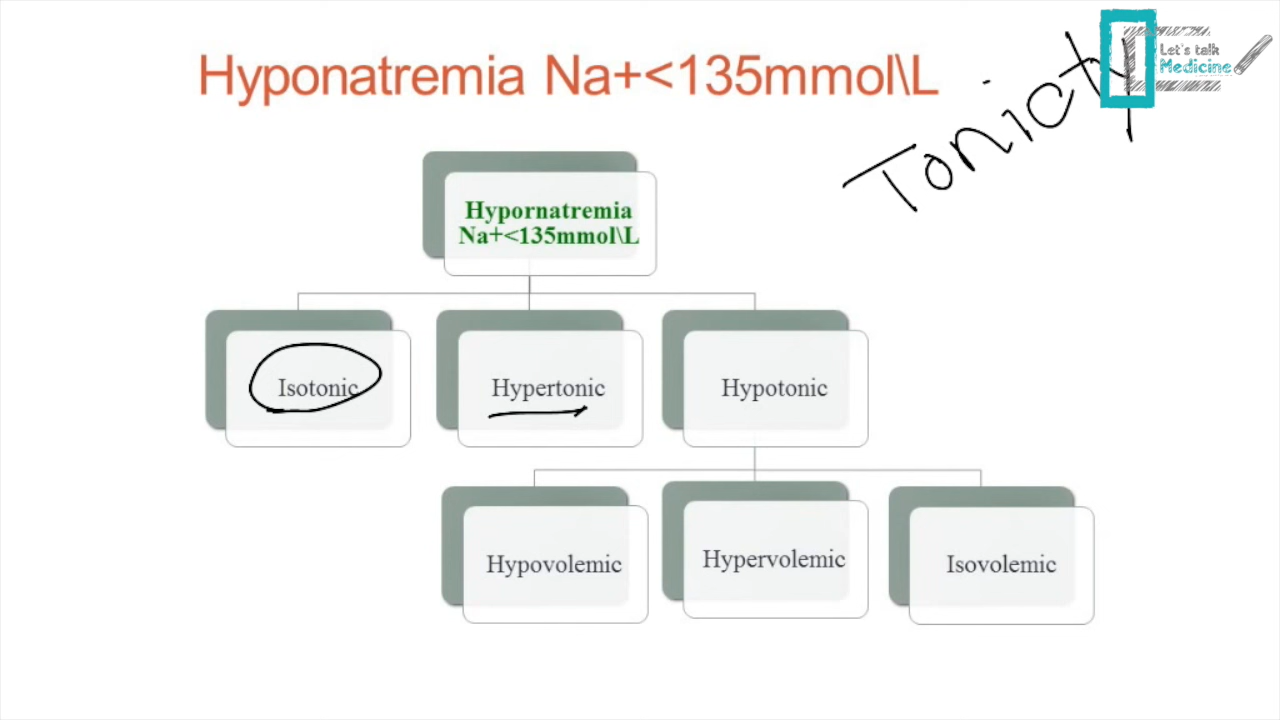 Hyponatremia Na+<135mmol\L
Let's talk
Medicine
Tonicity
Hypornatremia
Na+<135mmol\L
Isotonic
Hypertonic
Hypotonic
Hypovolemic
Hypervolemic
Isovolemic